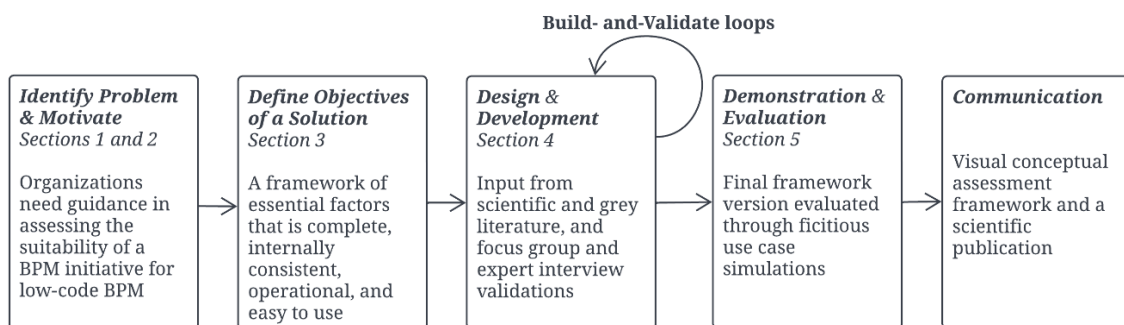 Build- and-Validate loops
Identify Problem
& Motivate
Sections 1 and 2
Organizations
need guidance in
assessing the
suitability of a
BPM initiative for
low-code BPM
Define Objectives
of a Solution
Section 3
A framework of
essential factors
that is complete,
internally
consistent,
operational, and
easy to use
Design &
Development
Section 4
Input from
scientific and grey
literature, and
focus group and
expert interview
validations
Demonstration &
Evaluation
Section 5
Final framework
version evaluated
through ficitious
use case
simulations
Communication
Visual conceptual
assessment
framework and a
scientific
publication